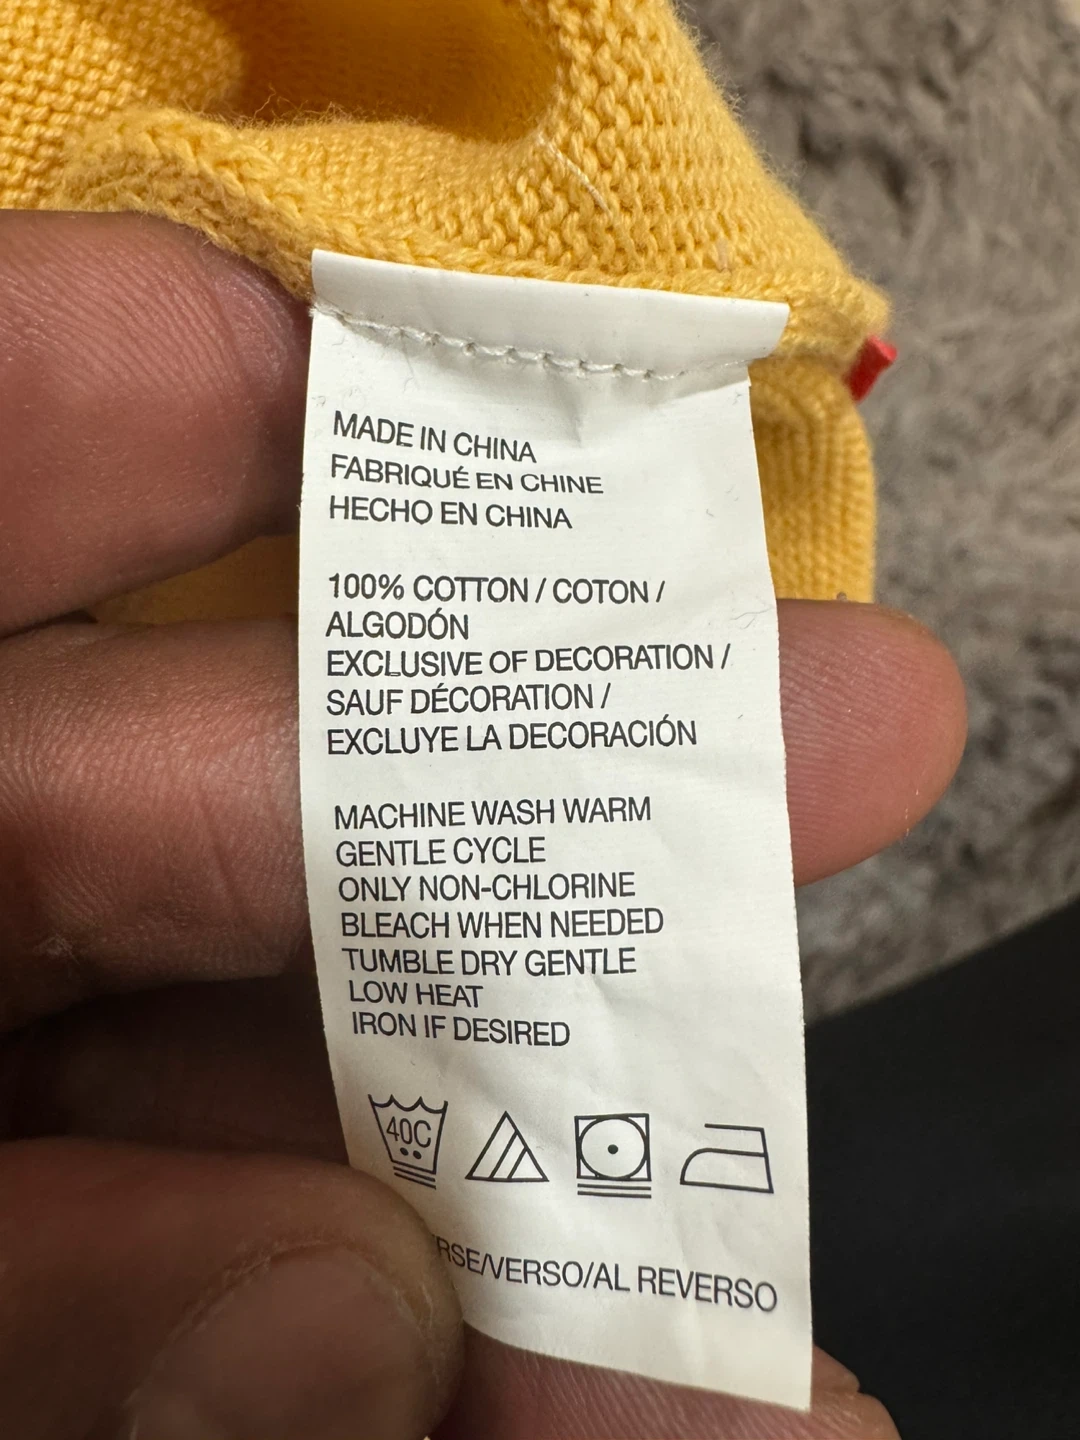 MADE IN CHINA
FABRIQUÉ EN CHINE
HECHO EN CHINA
100% COTTON / COTON /
ALGODÓN
EXCLUSIVE OF DECORATION /
SAUF DÉCORATION /
EXCLUYE LA DECORACIÓN
MACHINE WASH WARM
GENTLE CYCLE
ONLY NON-CHLORINE
BLEACH WHEN NEEDED
TUMBLE DRY GENTLE
LOW HEAT
IRON IF DESIRED
40C
/VERSO/AL REVERSO